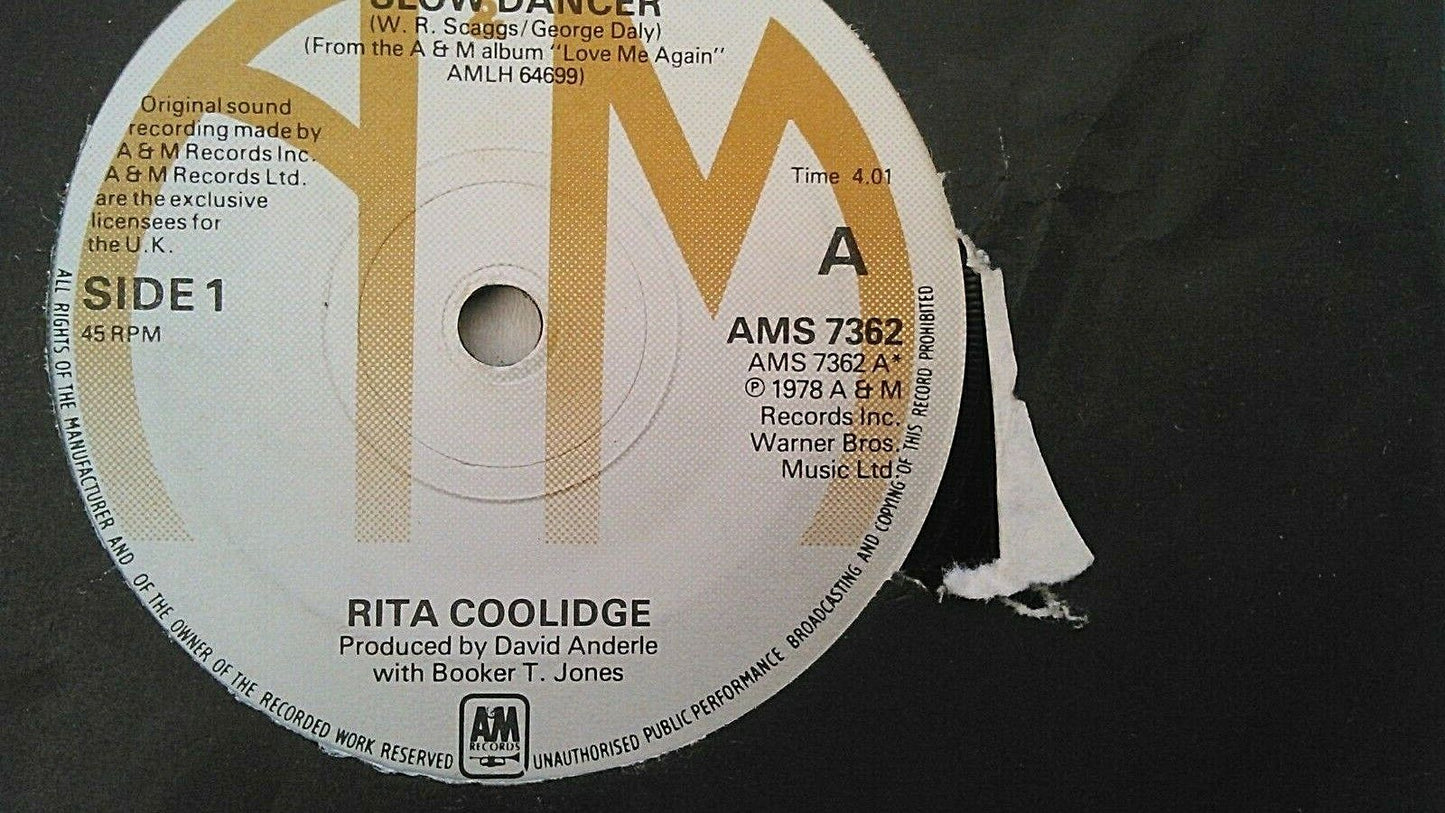 SLOW DANCER
(W. R. Scaggs/George Daly)
(From the A & M album "Love Me Again"
AMLH 64699)
Original sound
recording made by
A & M Records Inc.
A & M Records Ltd.
are the exclusive
licensees for
the U.K.
SIDE 1
45 RPM
Time 4.01
A
AMS 7362
AMS 7362 A*
℗ 1978 A & M
Records Inc.
Warner Bros.
Music Ltd.
RITA COOLIDGE
Produced by David Anderle
with Booker T. Jones
A&M
RECORDS
ALL RIGHTS OF THE MANUFACTURER AND OF THE OWNER OF THE RECORDED WORK RESERVED
UNAUTHORISED PUBLIC PERFORMANCE BROADCASTING AND COPYING OF THIS RECORD PROHIBITED